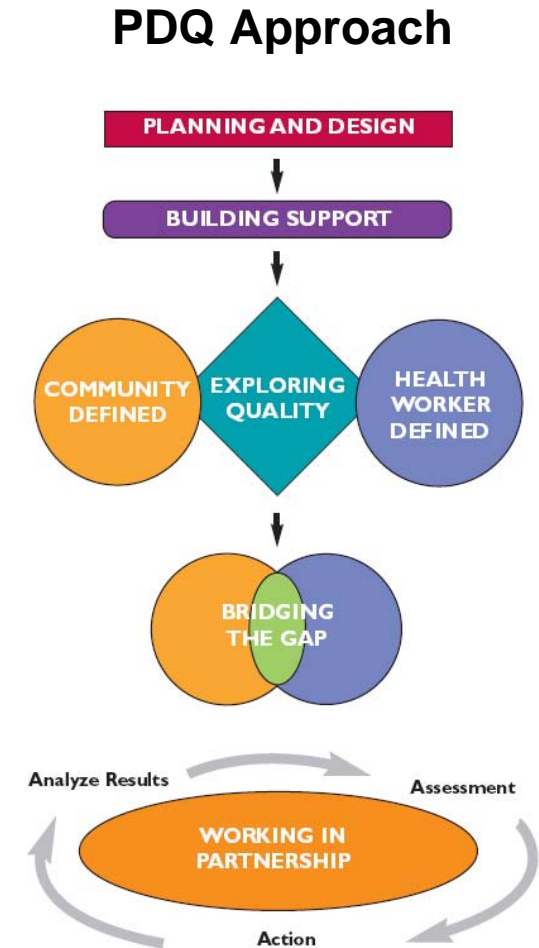 PDQ Approach
PLANNING AND DESIGN
BUILDING SUPPORT
COMMUNITY
DEFINED
EXPLORING
QUALITY
HEALTH
WORKER
DEFINED
BRIDGING
THE GAP
Analyze Results
Assessment
WORKING IN
PARTNERSHIP
Action